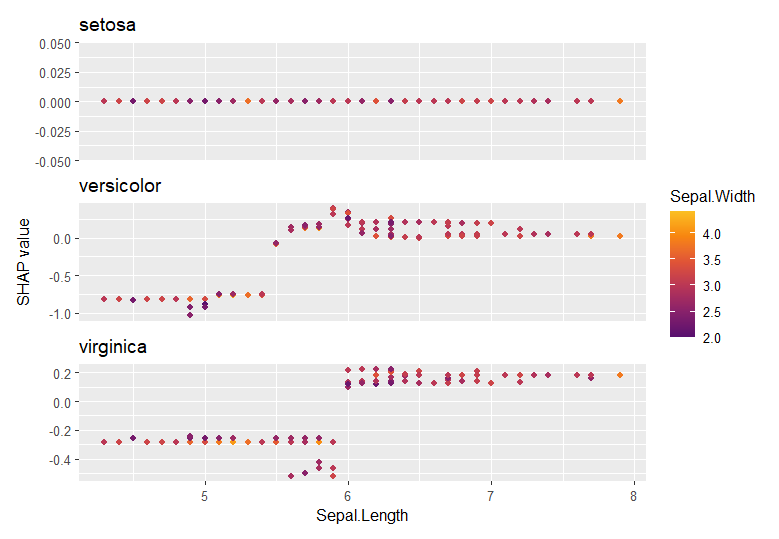 setosa
0.050
0.025
0.000
-0.025
-0.050
versicolor
0.0
-0.5
-1.0
virginica
0.2
0.0
-0.2
-0.4
5 6 7 8
Sepal.Length
SHAP value
Sepal.Width
4.0
3.5
3.0
2.5
2.0